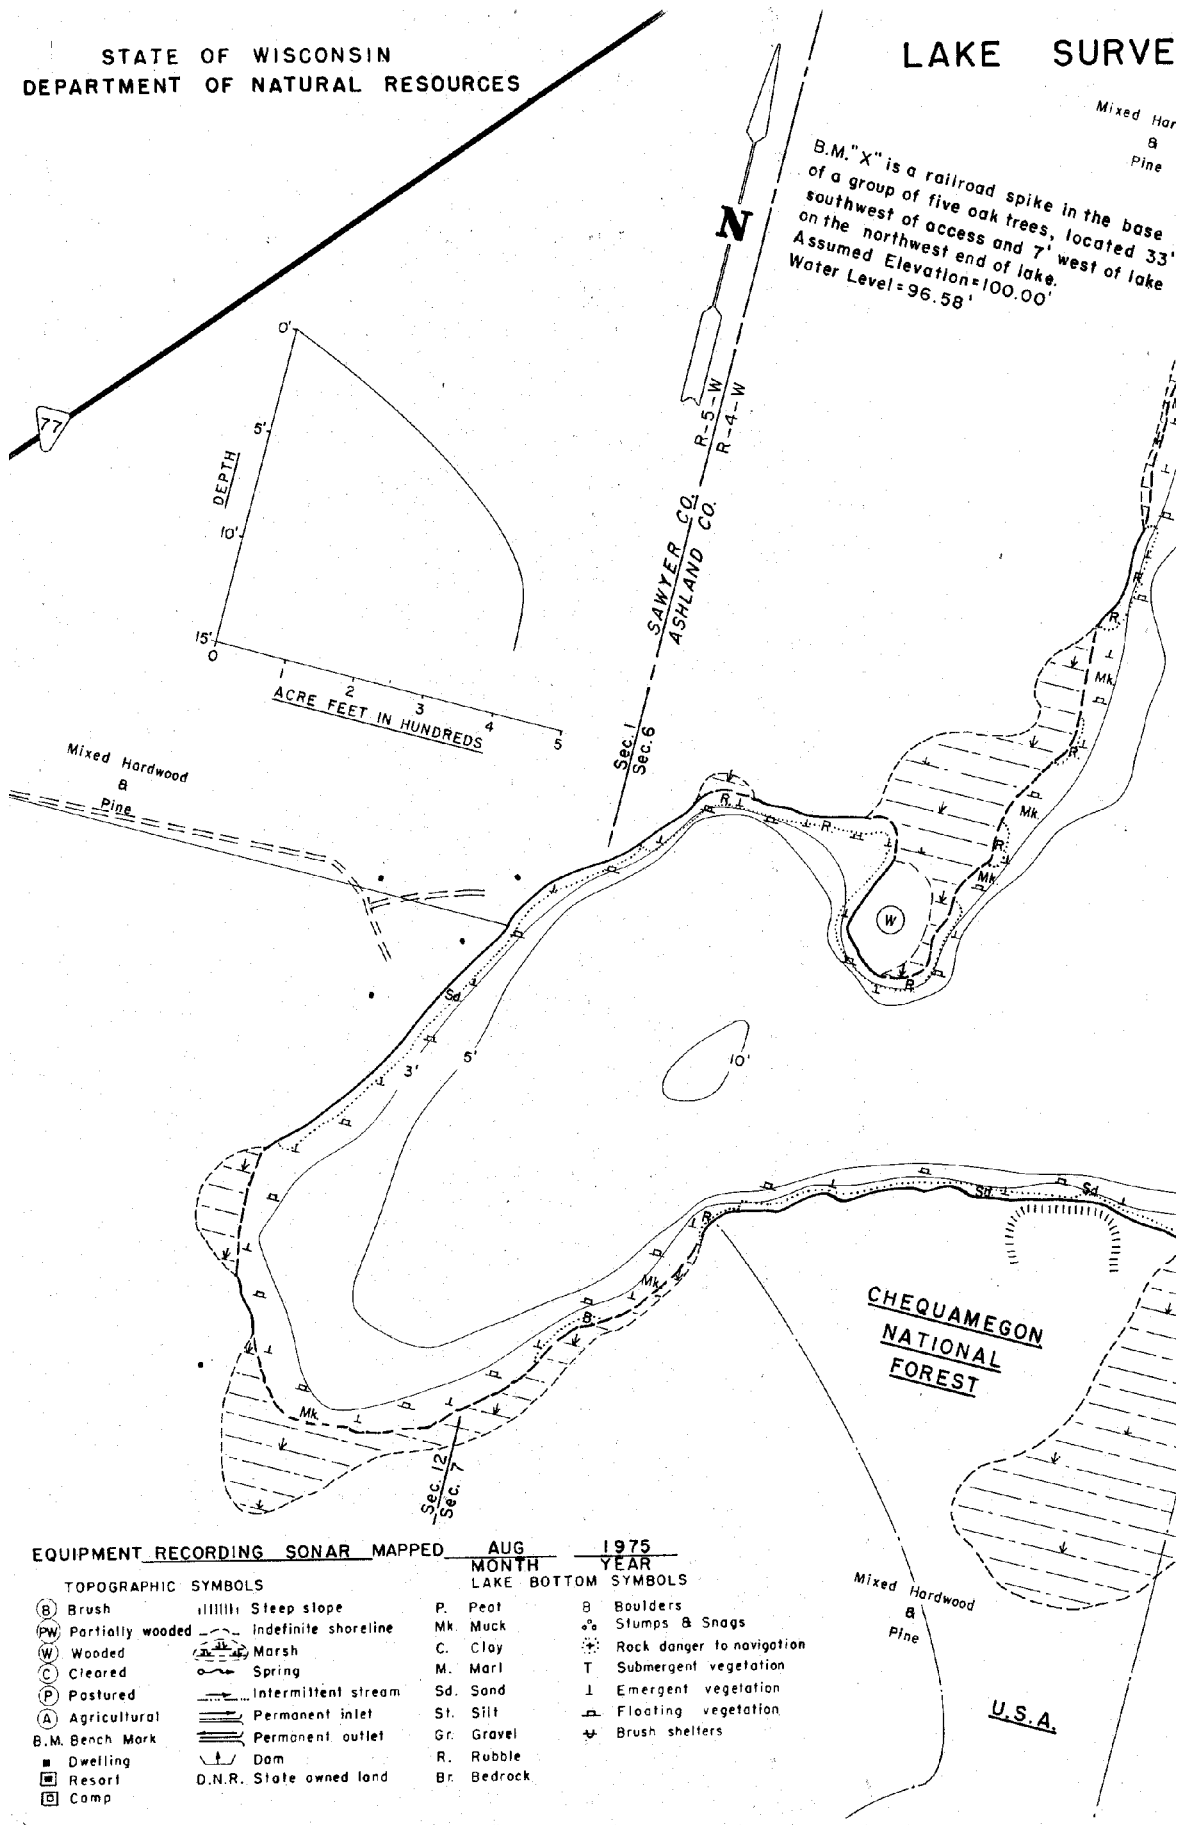 STATE OF WISCONSIN
DEPARTMENT OF NATURAL RESOURCES
LAKE SURVE
Mixed Har
&
Pine
B.M. "X" is a railroad spike in the base
of a group of five oak trees, located 33'
southwest of access and 7' west of lake
on the northwest end of lake.
Assumed Elevation=100.00'
Water Level=96.58'
N
77
R-5-W
R-4-W
SAWYER CO.
ASHLAND CO.
Sec. 1
Sec. 6
0'
5'
10'
15'
DEPTH
0
1
2
3
4
5
ACRE FEET IN HUNDREDS
Mixed Hardwood
&
Pine
R
R
Mk.
R
Mk.
R
Mk.
R
R
W
R
Sd.
3'
5'
10'
R
Sd.
Sd.
Mk.
B
Mk.
Sec. 12
Sec. 7
CHEQUAMEGON
NATIONAL
FOREST
Mixed Hardwood
&
Pine
U.S.A.
EQUIPMENT RECORDING SONAR MAPPED AUG 1975
MONTH YEAR
TOPOGRAPHIC SYMBOLS
B Brush
PW Partially wooded
W Wooded
C Cleared
P Pastured
A Agricultural
B.M. Bench Mark
Dwelling
Resort
Camp
Steep slope
Indefinite shoreline
Marsh
Spring
Intermittent stream
Permanent inlet
Permanent outlet
Dam
D.N.R. State owned land
LAKE BOTTOM SYMBOLS
P. Peat
Mk. Muck
C. Clay
M. Marl
Sd. Sand
St. Silt
Gr. Gravel
R. Rubble
Br. Bedrock
B Boulders
Stumps & Snags
Rock danger to navigation
T Submergent vegetation
Emergent vegetation
Floating vegetation
Brush shelters